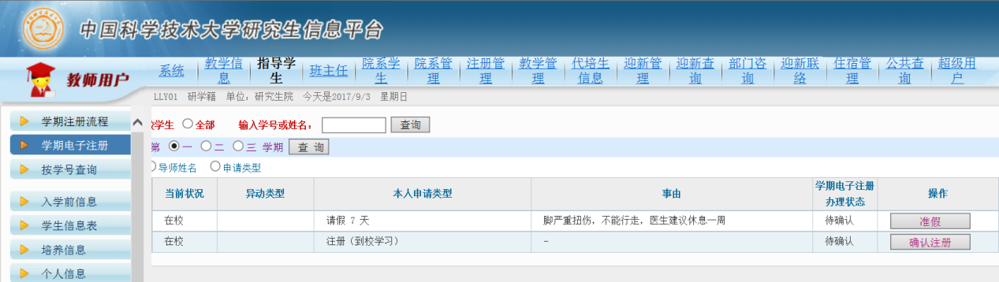 中国科学技术大学研究生信息平台
教师用户
系统
教学信
息
指导学
生
班主任
院系学
生
院系管
理
注册管
理
教学管
理
代培生
信息
迎新管
理
迎新查
询
部门咨
询
迎新联
络
住宿管
理
公共查
询
超级用
户
LLY01 研学籍 单位：研究生院 今天是2017/9/3 星期日
学期注册流程
学期电子注册
按学号查询
入学前信息
学生信息表
培养信息
个人信息
学生 全部 输入学号或姓名： 查询
第 一 二 三 学期 查 询
导师姓名 申请类型
当前状况 异动类型 本人申请类型 事由 学期电子注册
办理状态 操作
在校 请假 7 天 脚严重扭伤，不能行走，医生建议休息一周 待确认 准假
在校 注册（到校学习） - 待确认 确认注册